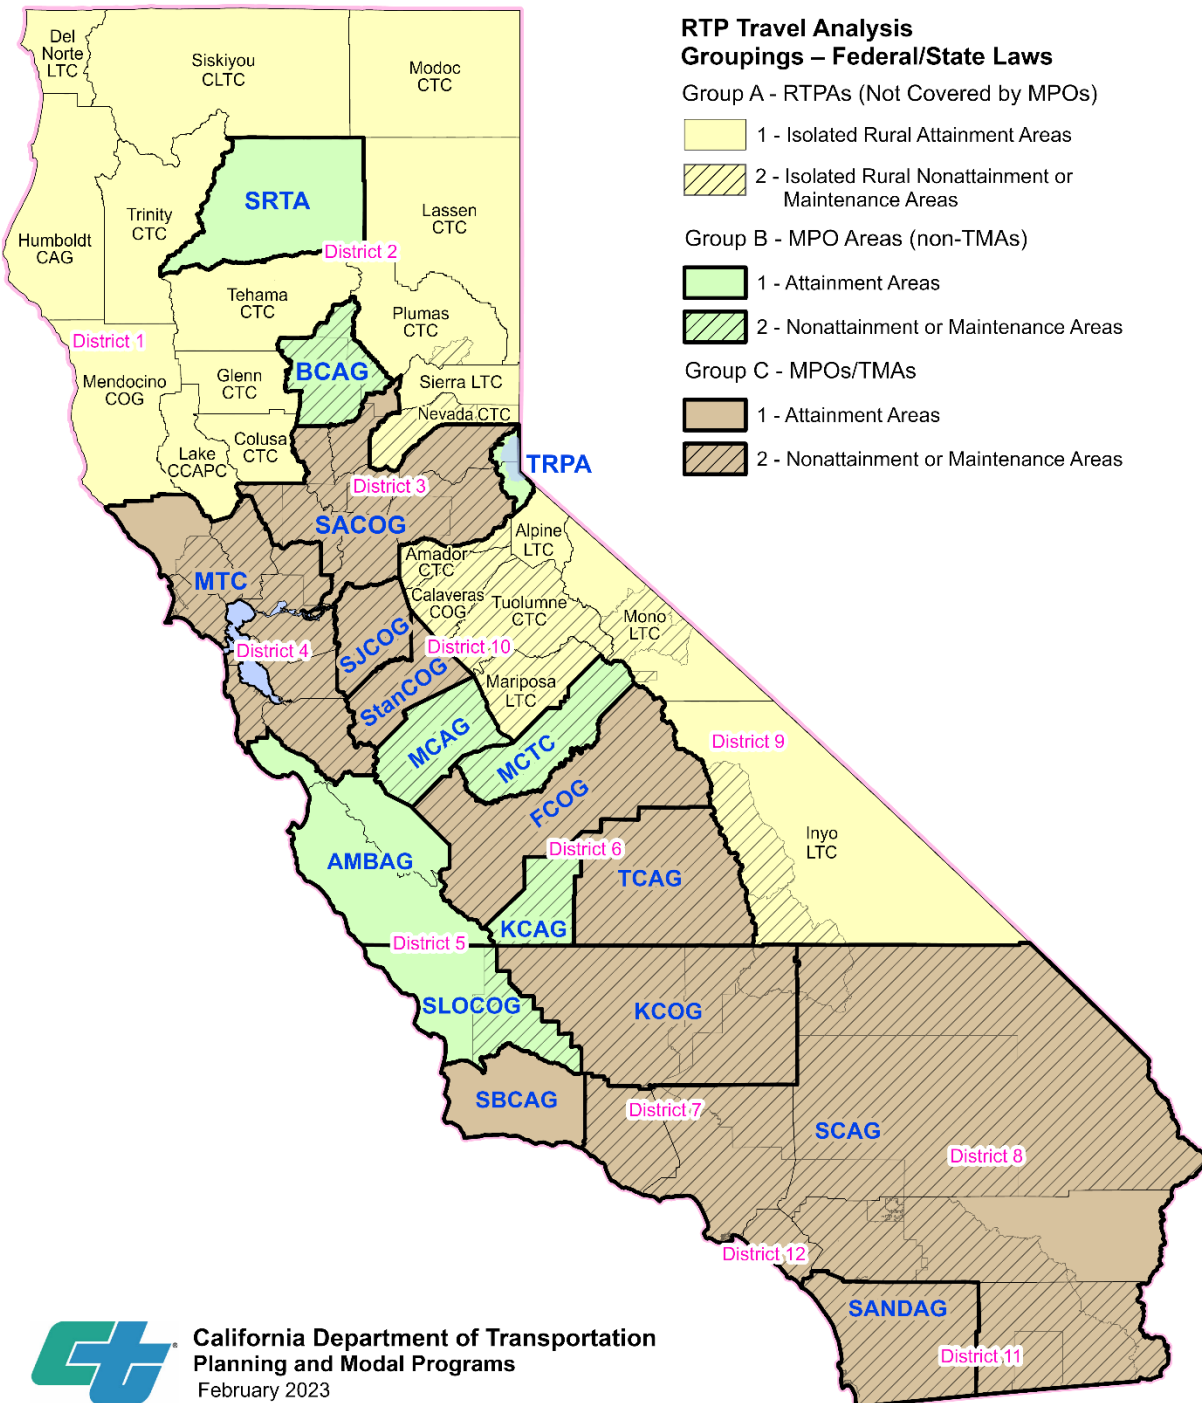 RTP Travel Analysis
Groupings – Federal/State Laws
Group A - RTPAs (Not Covered by MPOs)
1 - Isolated Rural Attainment Areas
2 - Isolated Rural Nonattainment or
Maintenance Areas
Group B - MPO Areas (non-TMAs)
1 - Attainment Areas
2 - Nonattainment or Maintenance Areas
Group C - MPOs/TMAs
1 - Attainment Areas
2 - Nonattainment or Maintenance Areas
Del
Norte
LTC
Siskiyou
CLTC
Modoc
CTC
SRTA
Trinity
CTC
Lassen
CTC
Humboldt
CAG
District 2
Tehama
CTC
Plumas
CTC
District 1
BCAG
Glenn
CTC
Sierra LTC
Mendocino
COG
Nevada CTC
Colusa
CTC
Lake
CCAPC
TRPA
District 3
SACOG
Alpine
LTC
Amador
CTC
MTC
Calaveras
COG
Tuolumne
CTC
Mono
LTC
SJCOG
District 10
District 4
StanCOG
Mariposa
LTC
MCAG
MCTC
District 9
FCOG
Inyo
LTC
District 6
AMBAG
TCAG
KCAG
District 5
SLOCOG
KCOG
SBCAG
District 7
SCAG
District 8
District 12
SANDAG
District 11
ct
California Department of Transportation
Planning and Modal Programs
February 2023